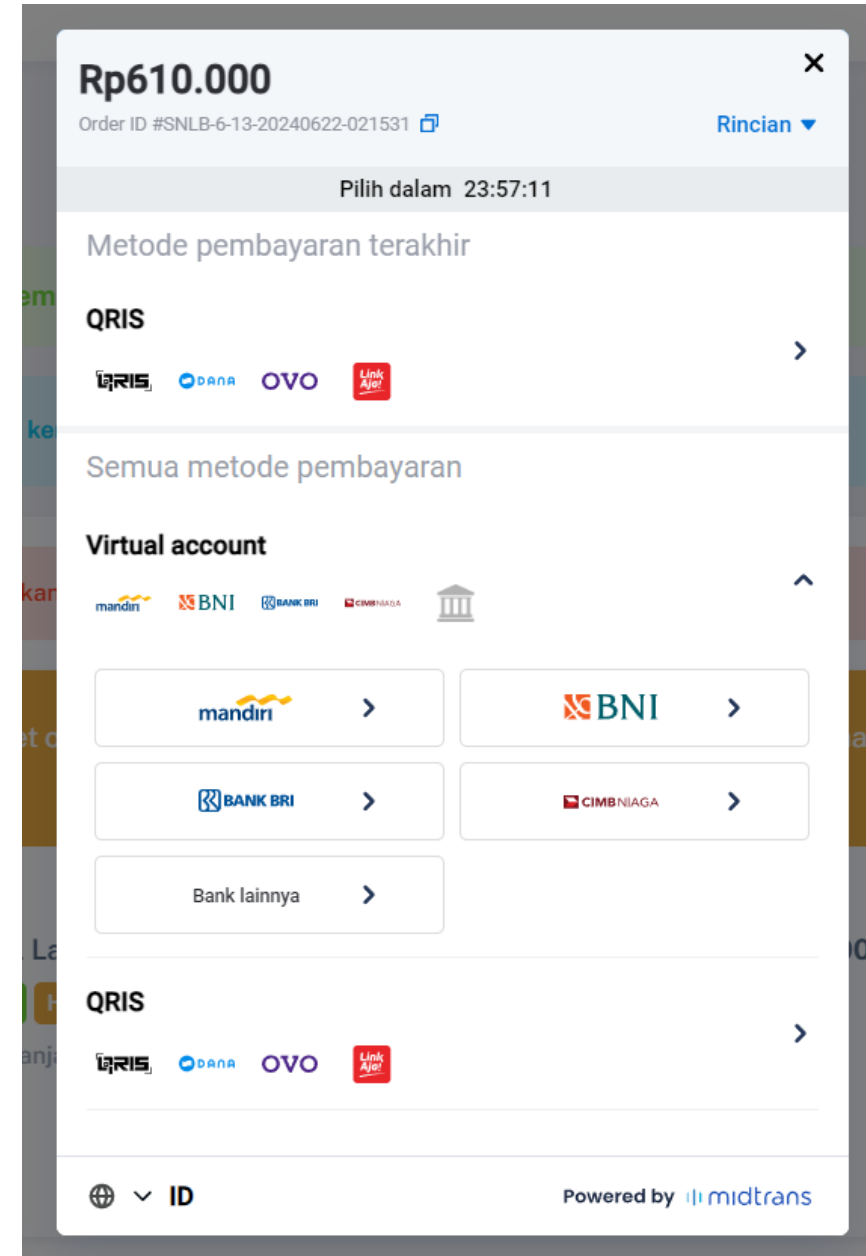 Rp610.000
Order ID #SNLB-6-13-20240622-021531
Rincian
Pilih dalam 23:57:11
Metode pembayaran terakhir
QRIS
QRIS DANA OVO Link Aja!
Semua metode pembayaran
Virtual account
mandiri BNI BANK BRI CIMB NIAGA
mandiri BNI
BANK BRI CIMB NIAGA
Bank lainnya
QRIS
QRIS DANA OVO Link Aja!
ID Powered by midtrans